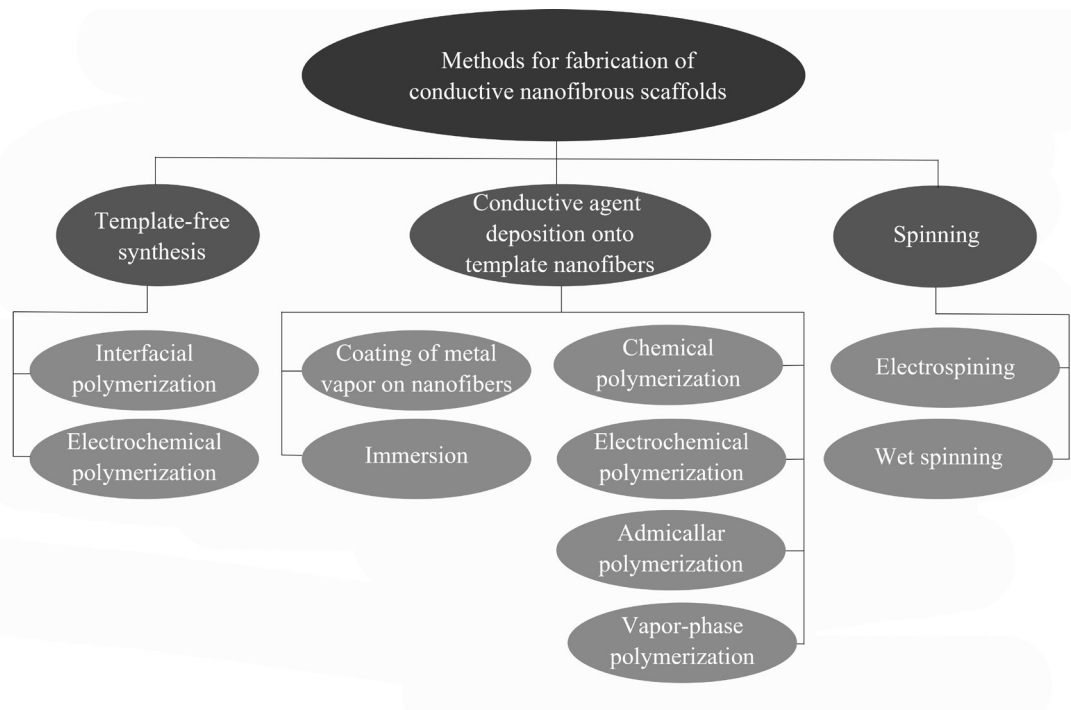 Methods for fabrication of
conductive nanofibrous scaffolds
Template-free
synthesis
Conductive agent
deposition onto
template nanofibers
Spinning
Interfacial
polymerization
Electrochemical
polymerization
Coating of metal
vapor on nanofibers
Immersion
Chemical
polymerization
Electrochemical
polymerization
Admicallar
polymerization
Vapor-phase
polymerization
Electrospining
Wet spinning